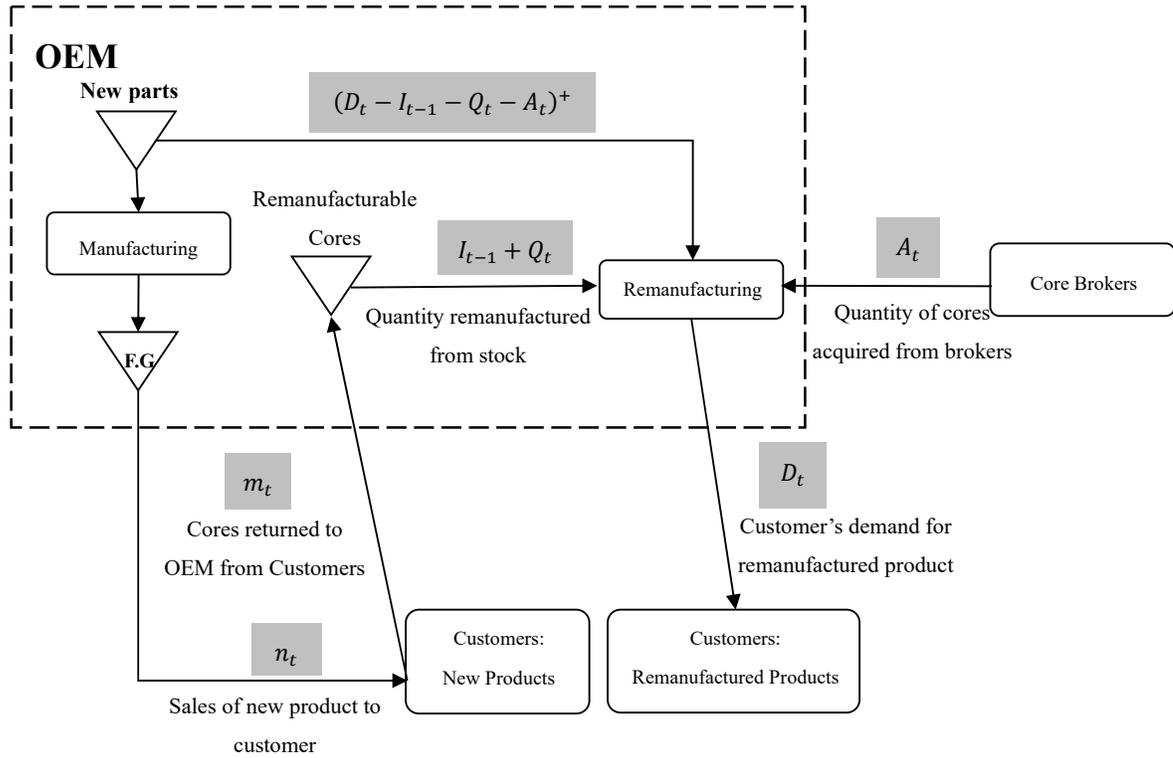 OEM
New parts
(D_t − I_{t−1} − Q_t − A_t)^+
Remanufacturable
Cores
Manufacturing
I_{t−1} + Q_t
A_t
Remanufacturing
Core Brokers
Quantity remanufactured
from stock
Quantity of cores
acquired from brokers
F.G
m_t
Cores returned to
OEM from Customers
D_t
Customer’s demand for
remanufactured product
n_t
Sales of new product to
customer
Customers:
New Products
Customers:
Remanufactured Products